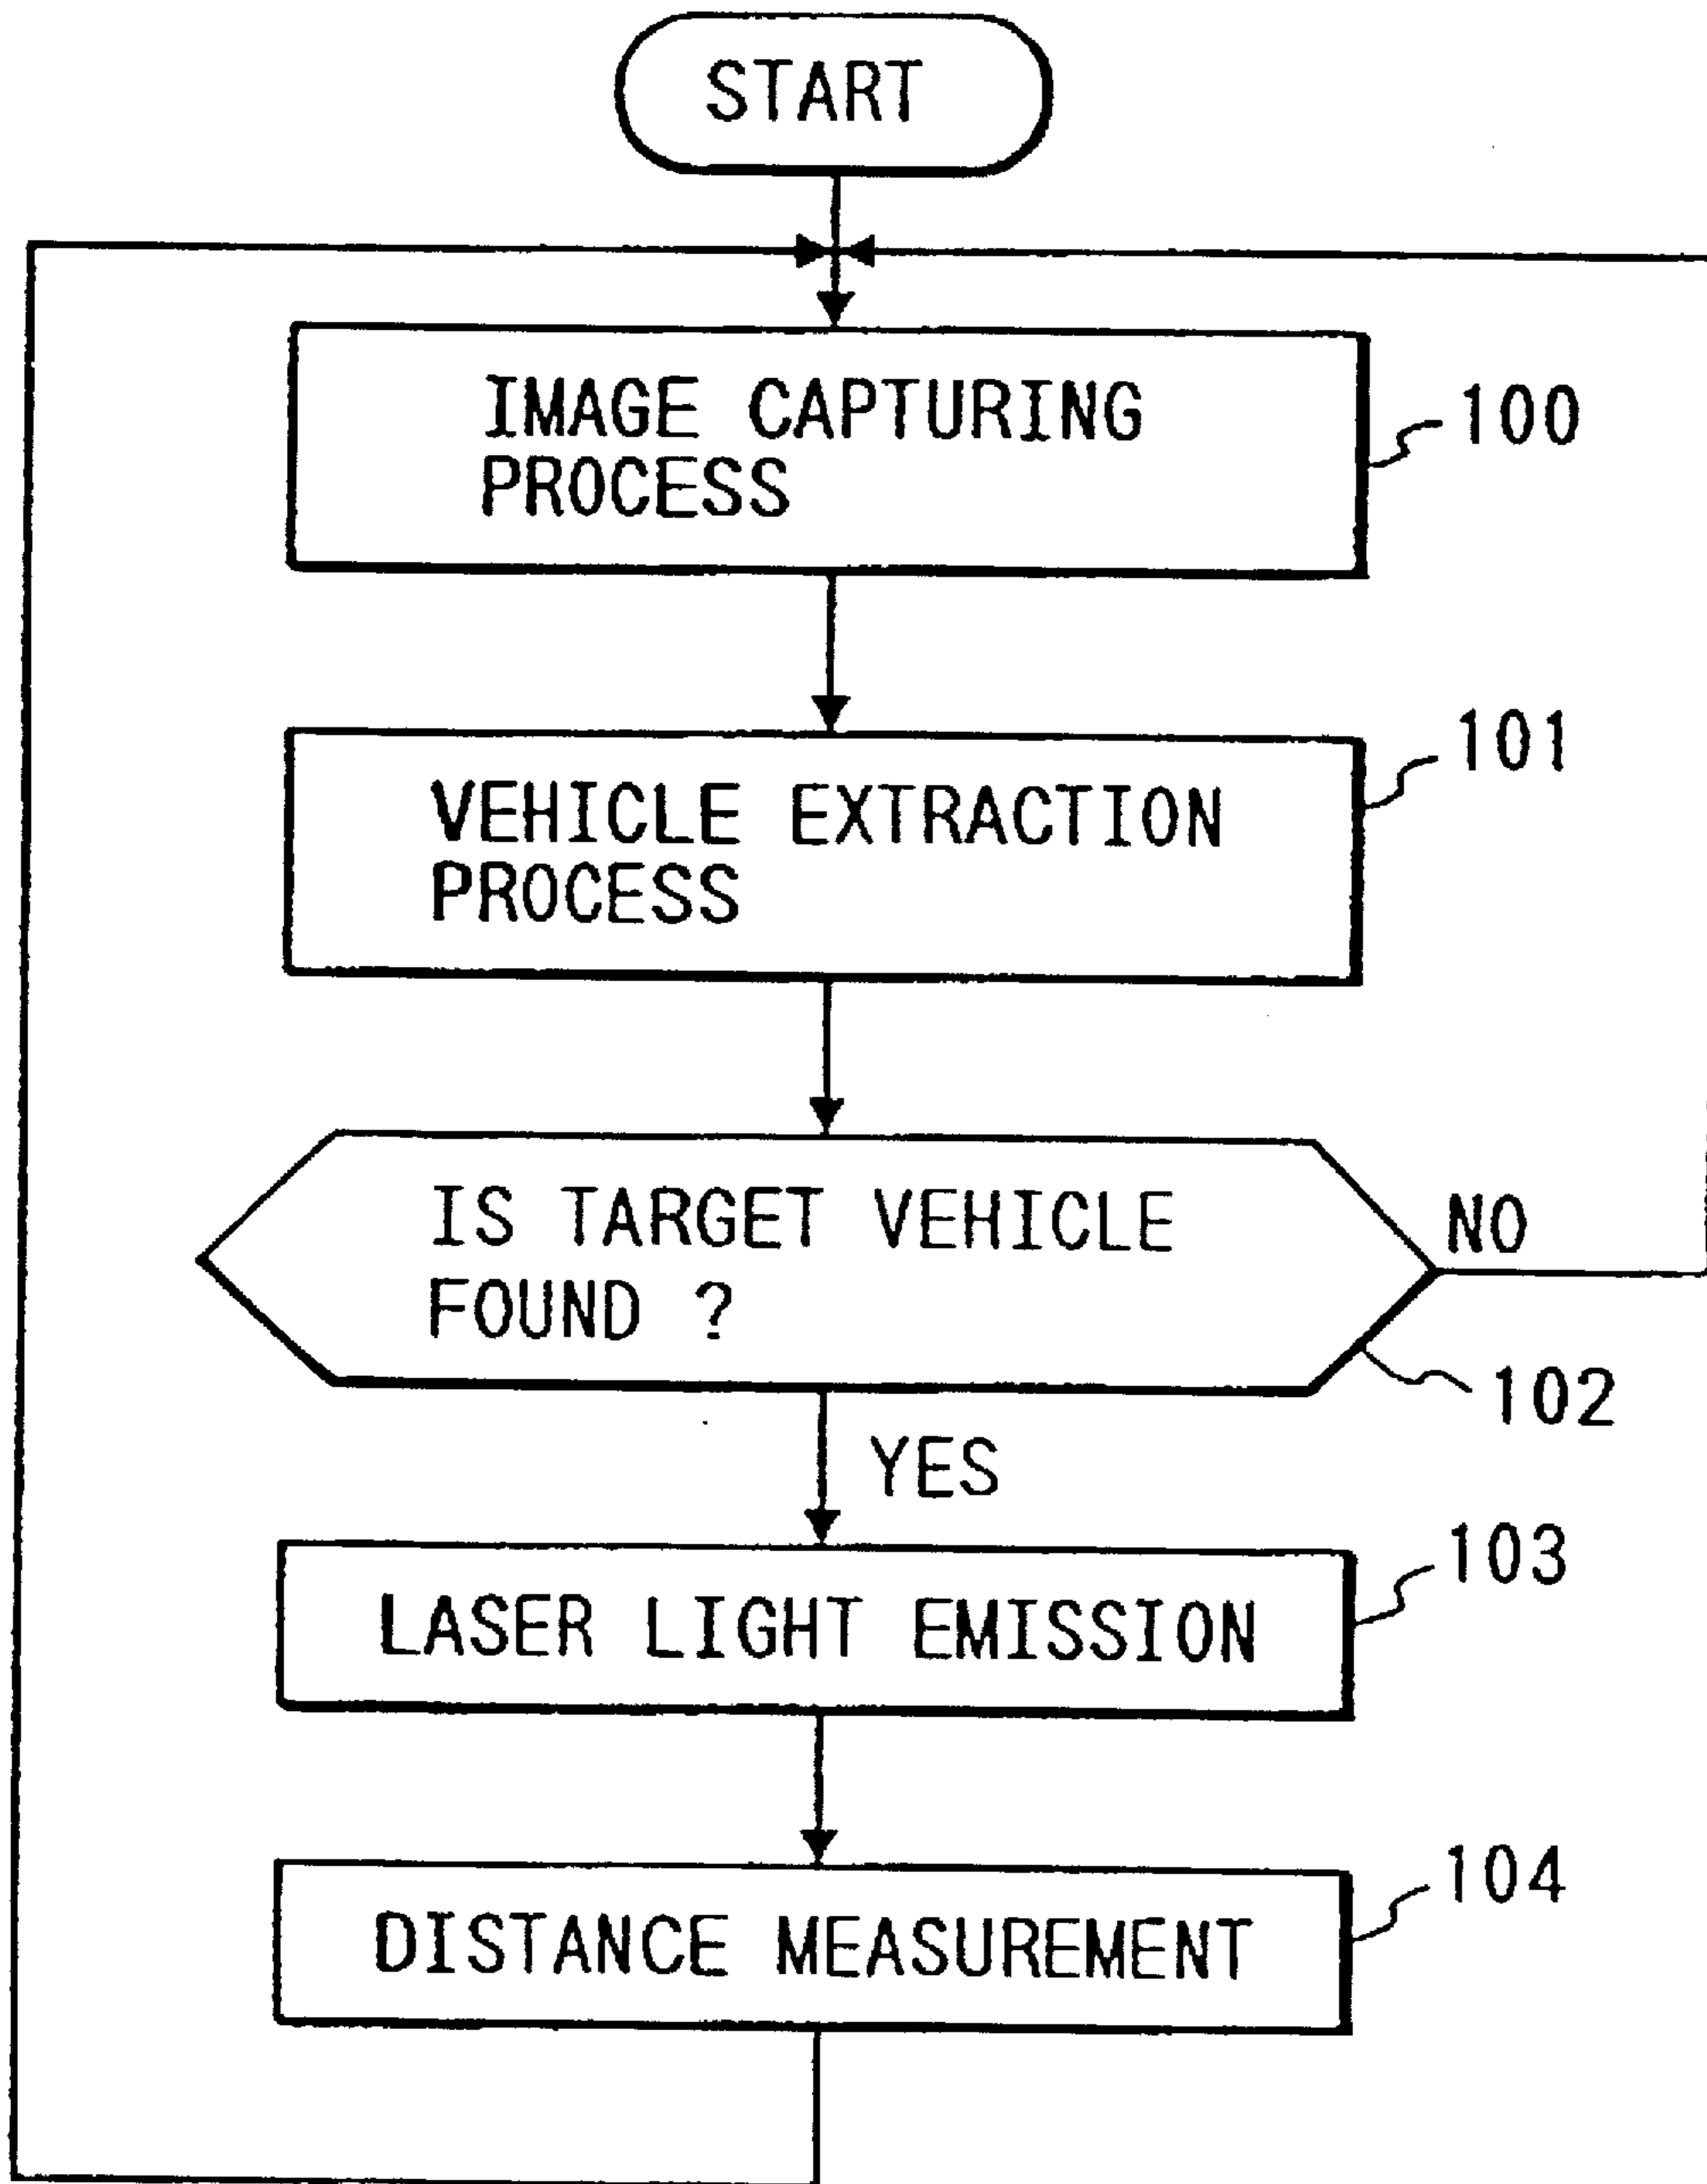 START
IMAGE CAPTURING
PROCESS
100
VEHICLE EXTRACTION
PROCESS
101
IS TARGET VEHICLE
FOUND ?
NO
102
YES
LASER LIGHT EMISSION
103
DISTANCE MEASUREMENT
104